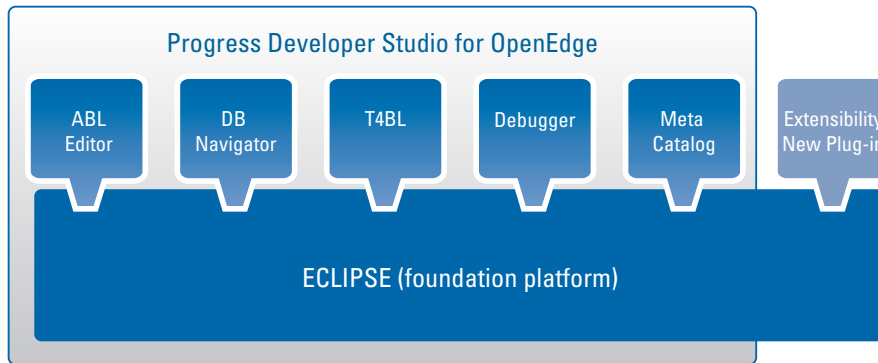 Progress Developer Studio for OpenEdge
ABL
Editor
DB
Navigator
T4BL
Debugger
Meta
Catalog
Extensibility
New Plug-in
ECLIPSE (foundation platform)